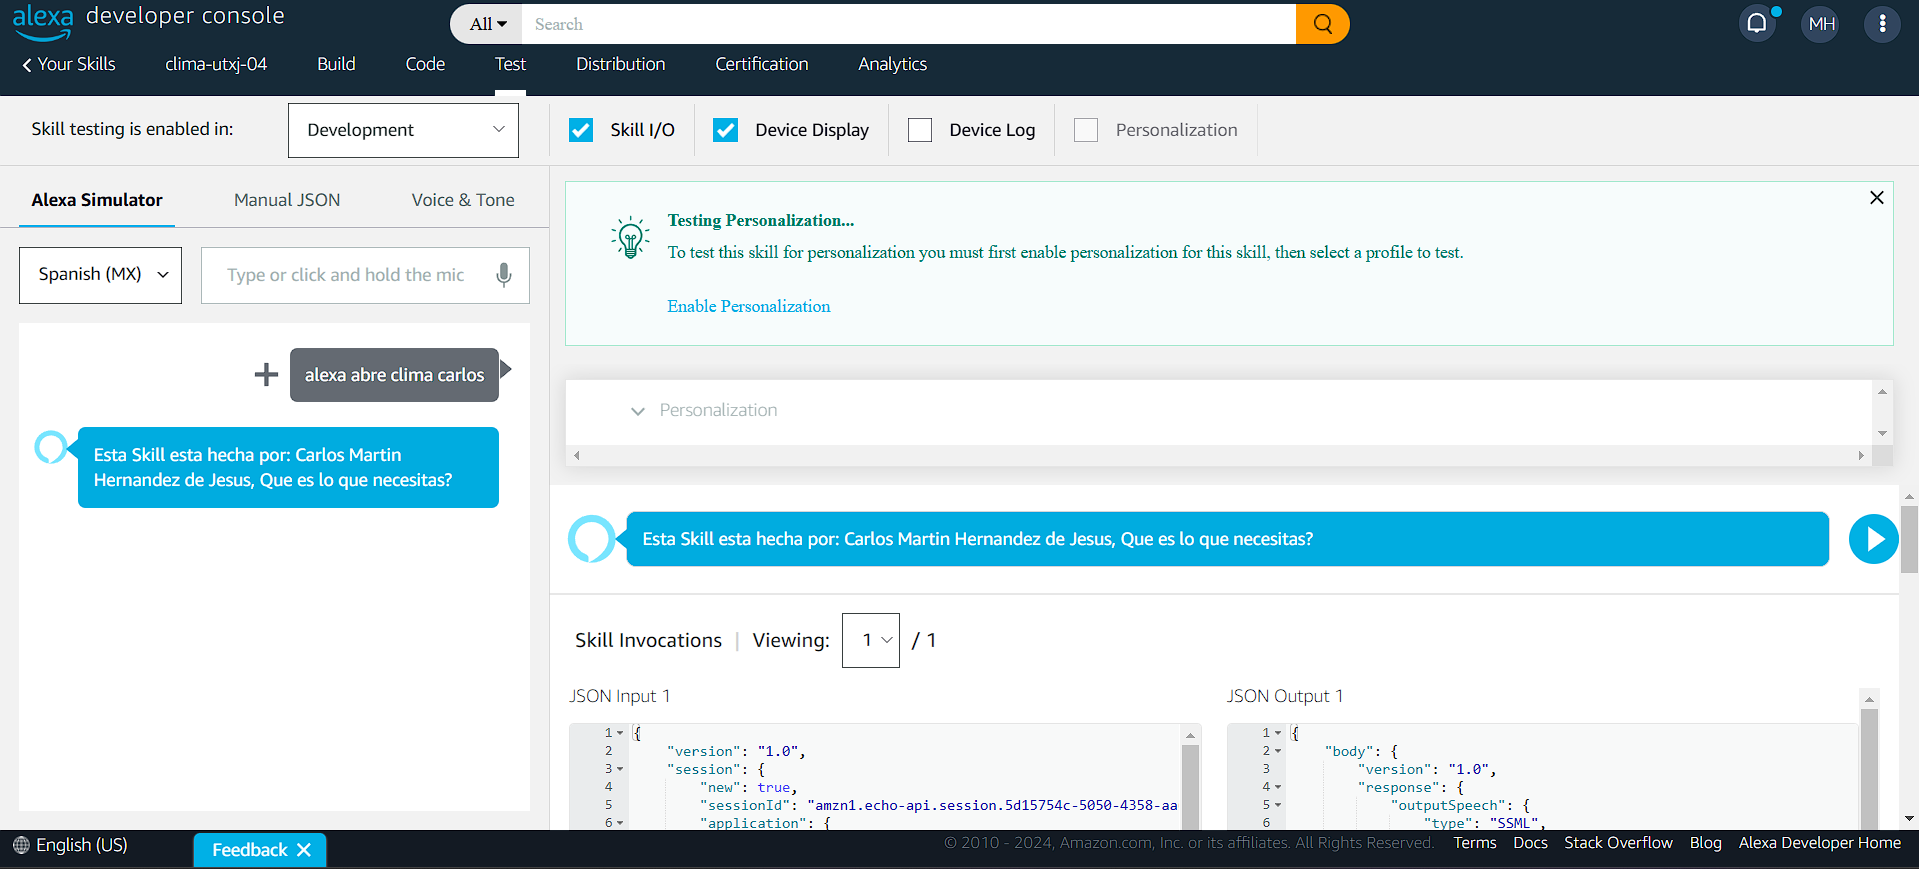 alexa developer console
All
Search
MH
Your Skills
clima-utxj-04
Build
Code
Test
Distribution
Certification
Analytics
Skill testing is enabled in:
Development
Skill I/O
Device Display
Device Log
Personalization
Alexa Simulator
Manual JSON
Voice & Tone
Spanish (MX)
Type or click and hold the mic
alexa abre clima carlos
Esta Skill esta hecha por: Carlos Martin
Hernandez de Jesus, Que es lo que necesitas?
Testing Personalization...
To test this skill for personalization you must first enable personalization for this skill, then select a profile to test.
Enable Personalization
Personalization
Esta Skill esta hecha por: Carlos Martin Hernandez de Jesus, Que es lo que necesitas?
Skill Invocations | Viewing: 1 / 1
JSON Input 1
1 {
2 "version": "1.0",
3 "session": {
4 "new": true,
5 "sessionId": "amzn1.echo-api.session.5d15754c-5050-4358-aa
6 "application": {
JSON Output 1
1 {
2 "body": {
3 "version": "1.0",
4 "response": {
5 "outputSpeech": {
6 "type": "SSML",
English (US)
Feedback
© 2010 - 2024, Amazon.com, Inc. or its affiliates. All Rights Reserved.
Terms
Docs
Stack Overflow
Blog
Alexa Developer Home